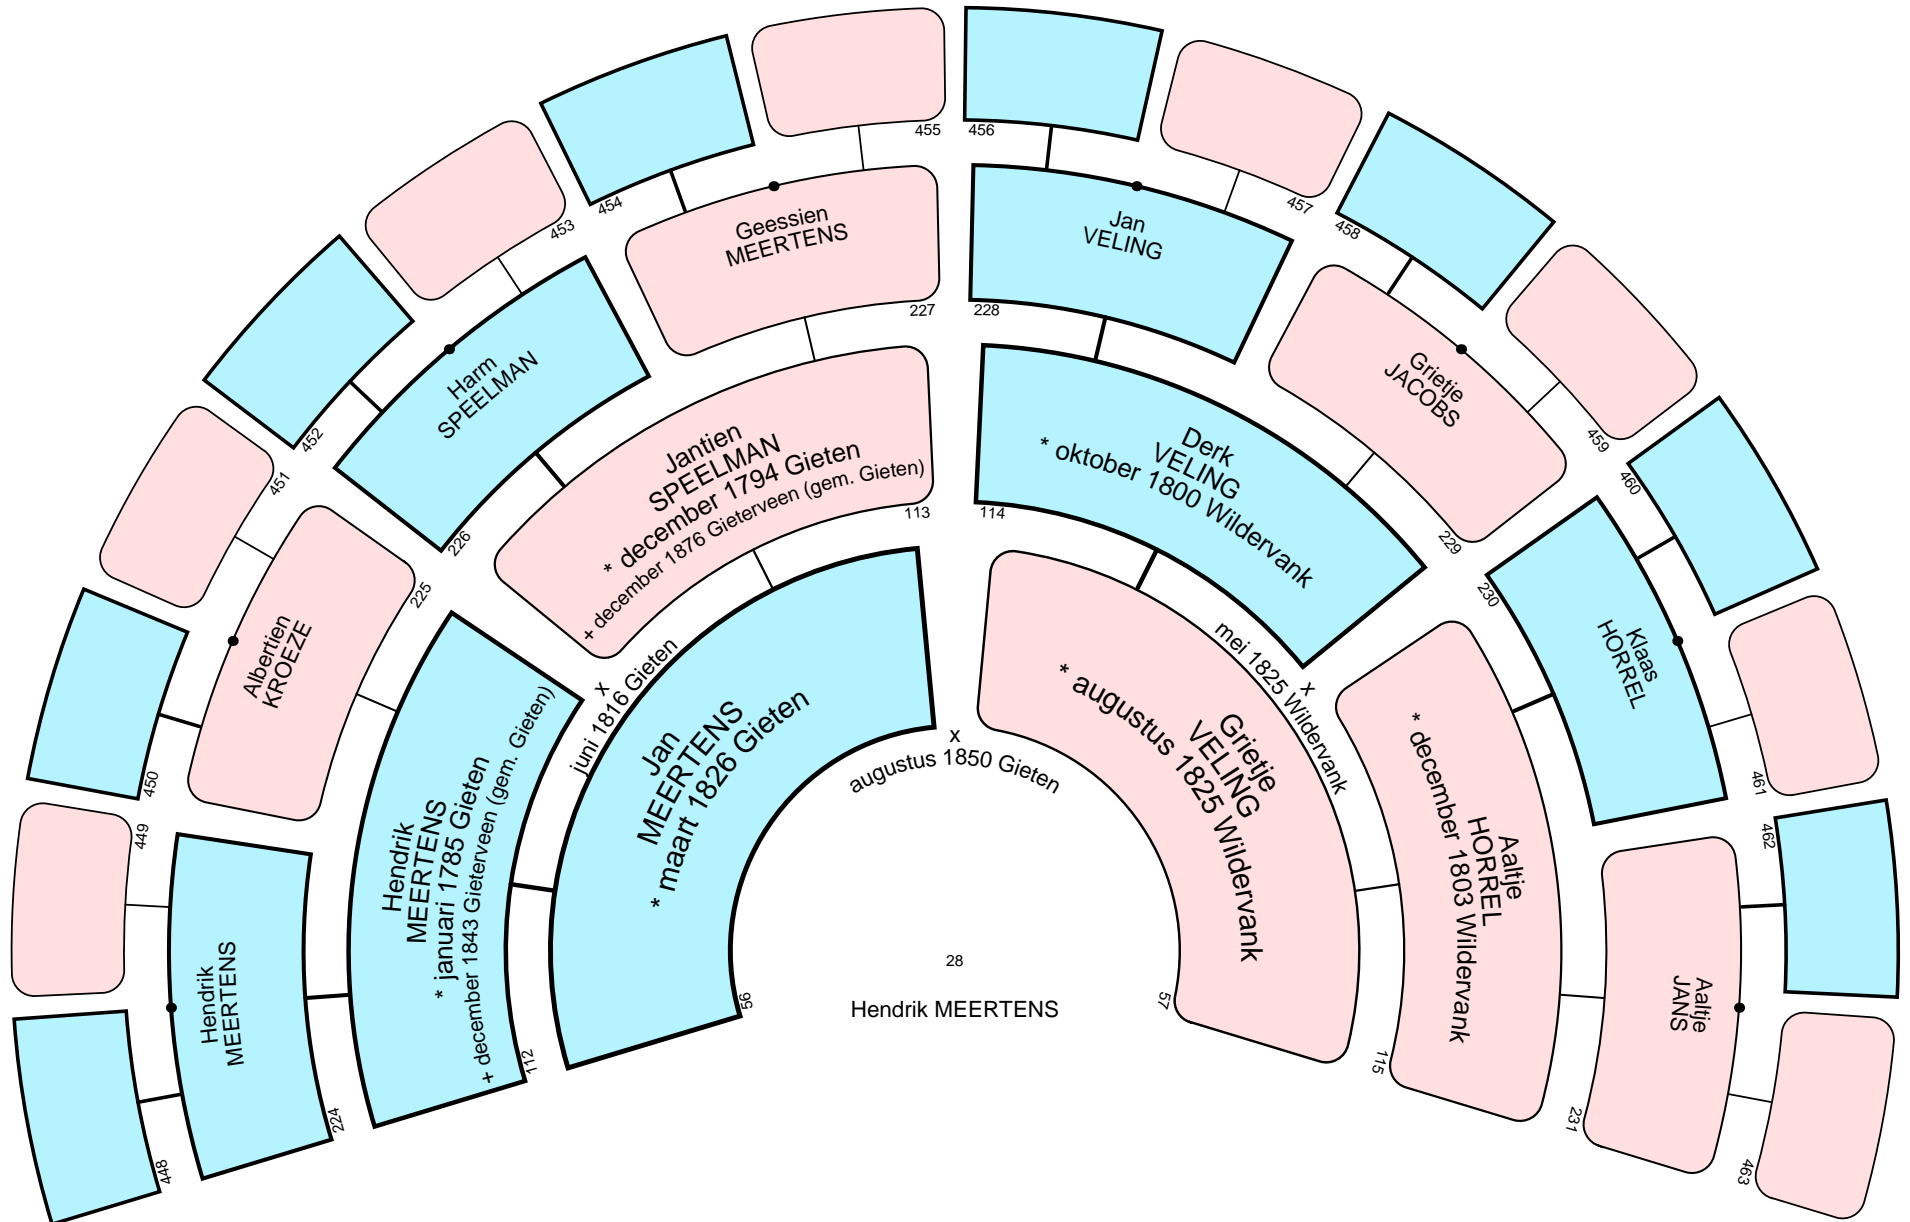 455
456
454
457
453
458
Geessien
MEERTENS
227
Jan
VELING
228
452
Harm
SPEELMAN
226
Grietje
JACOBS
229
459
460
451
Albertien
KROEZE
225
Jantien
SPEELMAN
* december 1794 Gieten
+ december 1876 Gieterveen (gem. Gieten)
113
Derk
VELING
* oktober 1800 Wildervank
114
Klaas
HORREL
230
461
450
449
Hendrik
MEERTENS
224
448
Hendrik
MEERTENS
* januari 1785 Gieten
+ december 1843 Gieterveen (gem. Gieten)
112
x
juni 1816 Gieten
Jan
MEERTENS
* maart 1826 Gieten
56
x
augustus 1850 Gieten
Grietje
VELING
* augustus 1825 Wildervank
57
x
mei 1825 Wildervank
Aaltje
HORREL
* december 1803 Wildervank
115
Aaltje
JANS
231
462
463
28
Hendrik MEERTENS